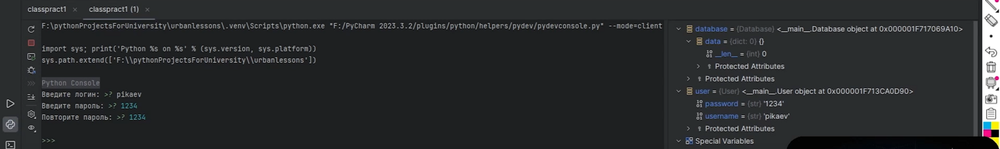 classpract1 × classpract1 (1) ×
F:\pythonProjectsForUniversity\urbanlessons\.venv\Scripts\python.exe "F:/PyCharm 2023.3.2/plugins/python/helpers/pydev/pydevconsole.py" --mode=client
import sys; print('Python %s on %s' % (sys.version, sys.platform))
sys.path.extend(['F:\\pythonProjectsForUniversity\\urbanlessons'])
Python Console
Введите логин: >? pikaev
Введите пароль: >? 1234
Повторите пароль: >? 1234
>>>
database = {Database} <__main__.Database object at 0x000001F717069A10>
data = {dict: 0} {}
__len__ = {int} 0
Protected Attributes
Protected Attributes
user = {User} <__main__.User object at 0x000001F713CA0D90>
password = {str} '1234'
username = {str} 'pikaev'
Protected Attributes
Special Variables